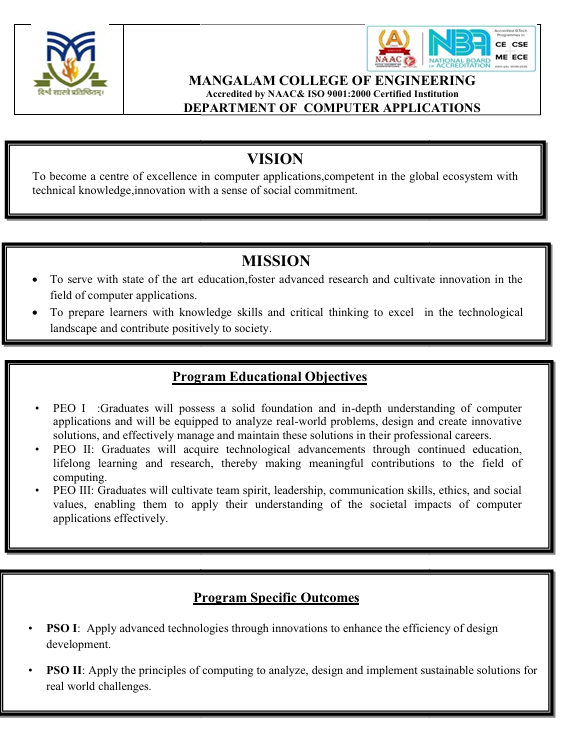 Accredited B.Tech
Programmes in
NAAC
NBA
NATIONAL BOARD
of ACCREDITATION
CE CSE
ME ECE
विश्वं शास्त्रे प्रतिष्ठितम्।
MANGALAM COLLEGE OF ENGINEERING
Accredited by NAAC& ISO 9001:2000 Certified Institution
DEPARTMENT OF COMPUTER APPLICATIONS
VISION
To become a centre of excellence in computer applications,competent in the global ecosystem with
technical knowledge,innovation with a sense of social commitment.
MISSION
• To serve with state of the art education,foster advanced research and cultivate innovation in the
field of computer applications.
• To prepare learners with knowledge skills and critical thinking to excel in the technological
landscape and contribute positively to society.
Program Educational Objectives
• PEO I :Graduates will possess a solid foundation and in-depth understanding of computer
applications and will be equipped to analyze real-world problems, design and create innovative
solutions, and effectively manage and maintain these solutions in their professional careers.
• PEO II: Graduates will acquire technological advancements through continued education,
lifelong learning and research, thereby making meaningful contributions to the field of
computing.
• PEO III: Graduates will cultivate team spirit, leadership, communication skills, ethics, and social
values, enabling them to apply their understanding of the societal impacts of computer
applications effectively.
Program Specific Outcomes
• PSO I: Apply advanced technologies through innovations to enhance the efficiency of design
development.
• PSO II: Apply the principles of computing to analyze, design and implement sustainable solutions for
real world challenges.